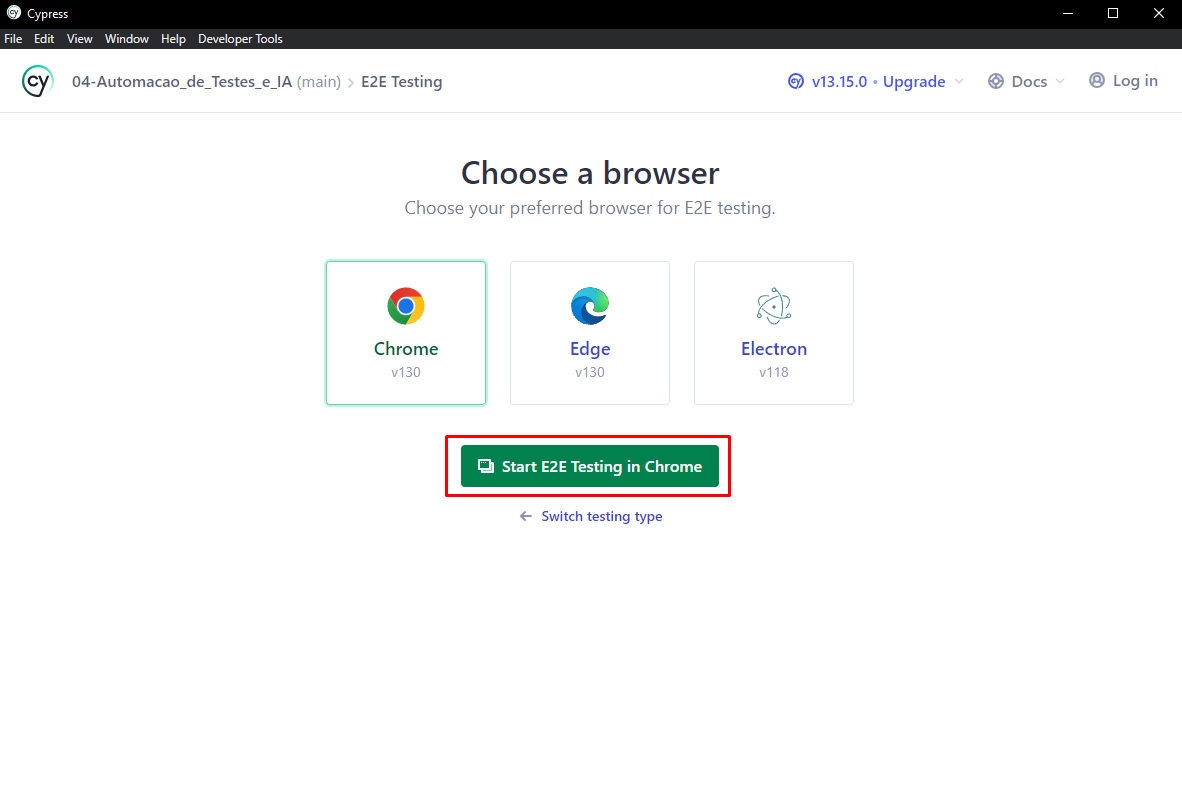 cy Cypress
File Edit View Window Help Developer Tools
cy 04-Automacao_de_Testes_e_IA (main) > E2E Testing
cy v13.15.0 • Upgrade Docs Log in
Choose a browser
Choose your preferred browser for E2E testing.
Chrome
v130
Edge
v130
Electron
v118
Start E2E Testing in Chrome
← Switch testing type